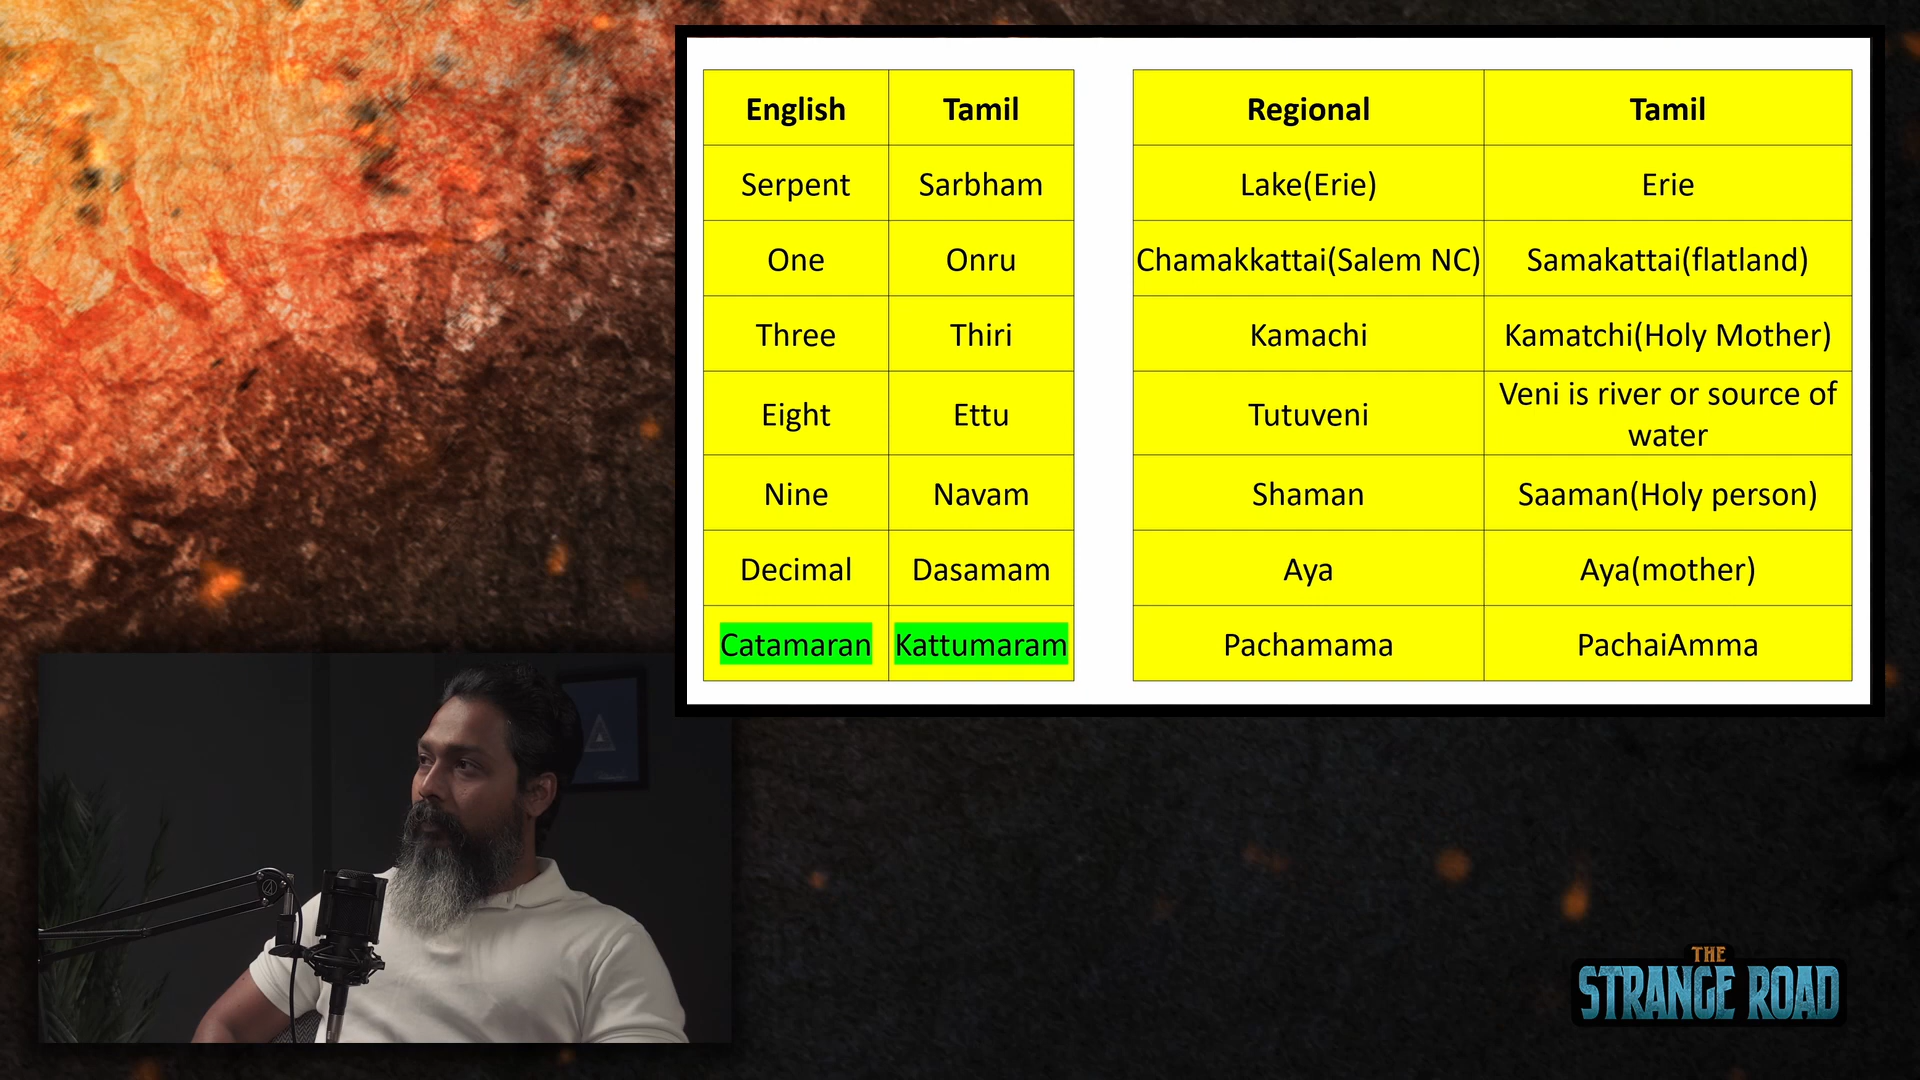 English Tamil
Serpent Sarbham
One Onru
Three Thiri
Eight Ettu
Nine Navam
Decimal Dasamam
Catamaran Kattumaram
Regional Tamil
Lake(Erie) Erie
Chamakkattai(Salem NC) Samakattai(flatland)
Kamachi Kamatchi(Holy Mother)
Tutuveni Veni is river or source of
water
Shaman Saaman(Holy person)
Aya Aya(mother)
Pachamama PachaiAmma
THE
STRANGE ROAD